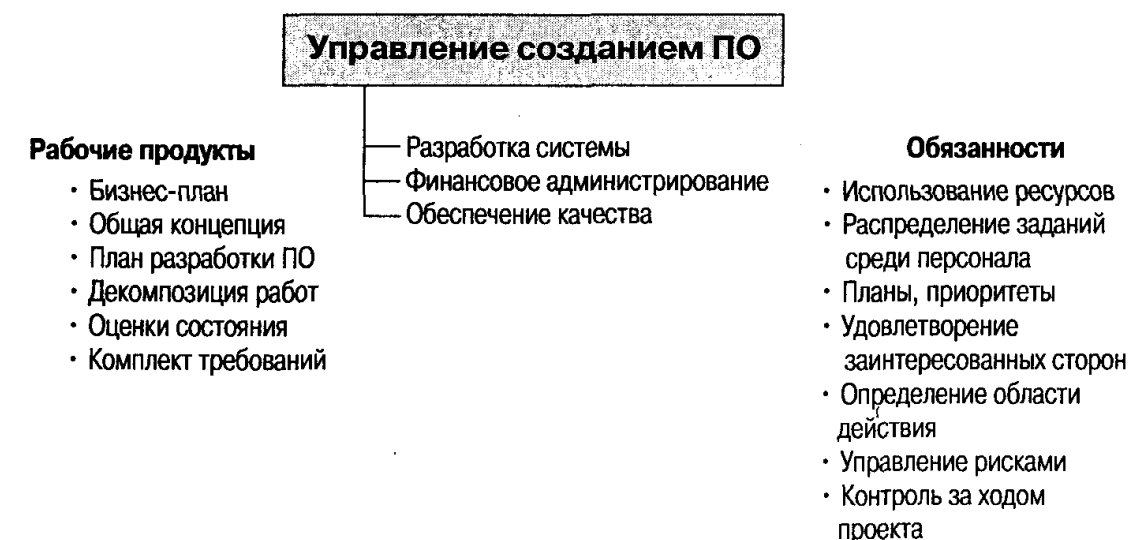 Управление созданием ПО
Разработка системы
Финансовое администрирование
Обеспечение качества
Рабочие продукты
· Бизнес-план
· Общая концепция
· План разработки ПО
· Декомпозиция работ
· Оценки состояния
· Комплект требований
Обязанности
· Использование ресурсов
· Распределение заданий
среди персонала
· Планы, приоритеты
· Удовлетворение
заинтересованных сторон
· Определение области
действия
· Управление рисками
· Контроль за ходом
проекта